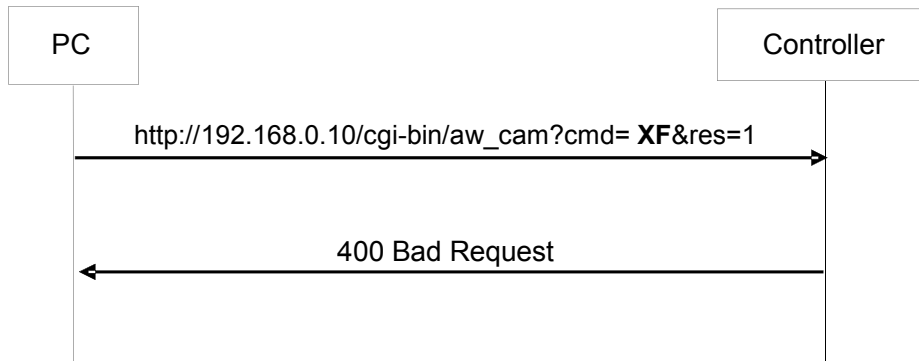 PC
Controller
http://192.168.0.10/cgi-bin/aw_cam?cmd= XF&res=1
400 Bad Request